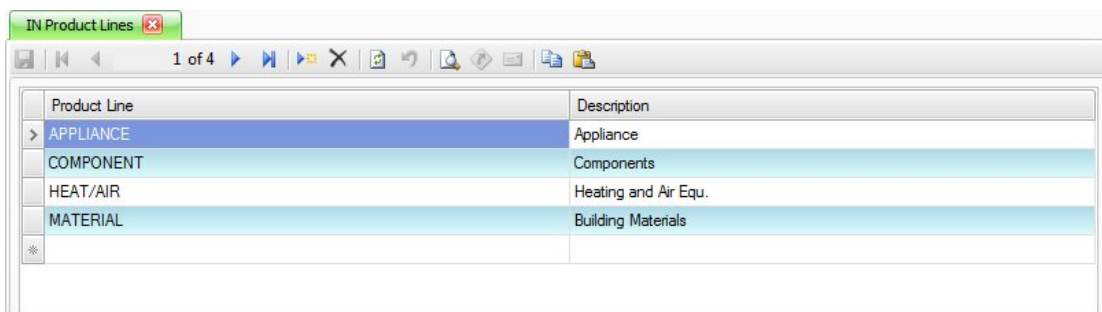 IN Product Lines
1 of 4
Product Line Description
APPLIANCE Appliance
COMPONENT Components
HEAT/AIR Heating and Air Equ.
MATERIAL Building Materials